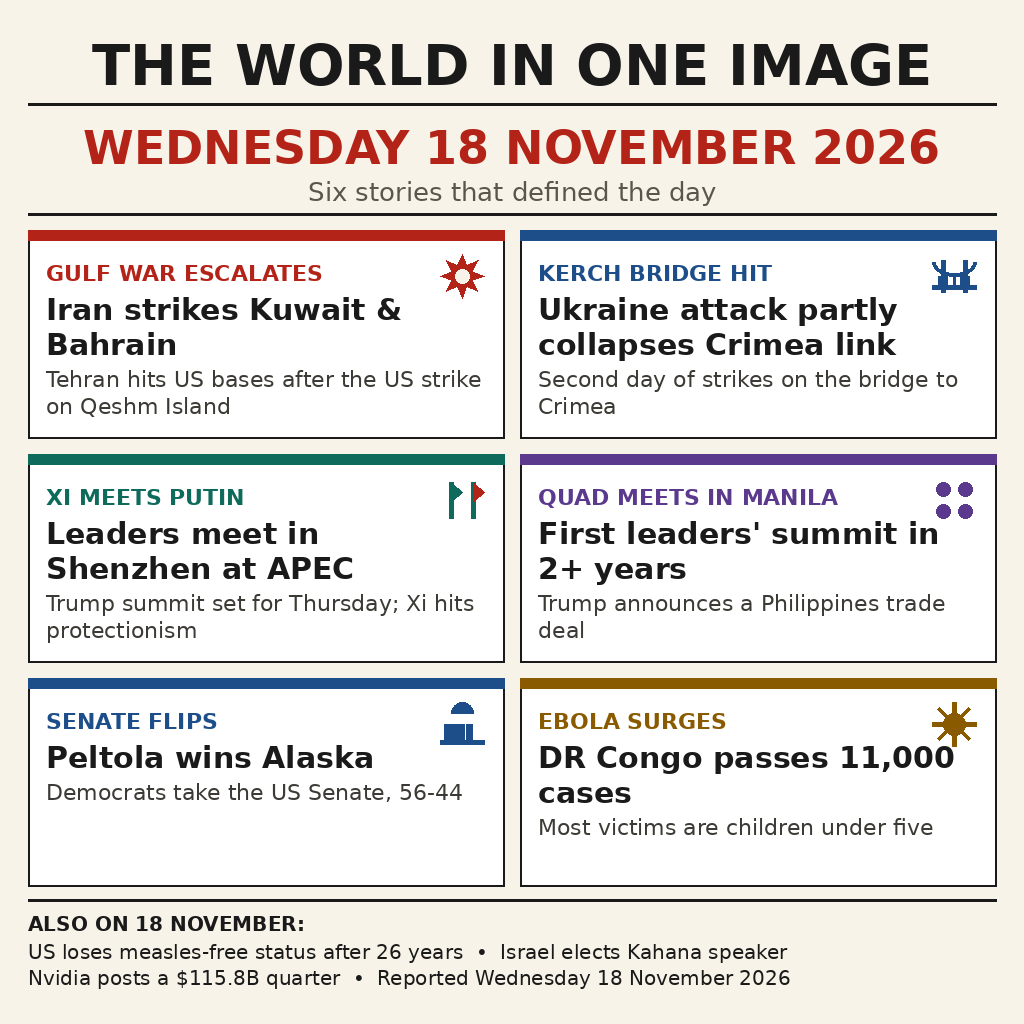 THE WORLD IN ONE IMAGE
WEDNESDAY 18 NOVEMBER 2026
Six stories that defined the day
GULF WAR ESCALATES
Iran strikes Kuwait &
Bahrain
Tehran hits US bases after the US strike
on Qeshm Island
KERCH BRIDGE HIT
Ukraine attack partly
collapses Crimea link
Second day of strikes on the bridge to
Crimea
XI MEETS PUTIN
Leaders meet in
Shenzhen at APEC
Trump summit set for Thursday; Xi hits
protectionism
QUAD MEETS IN MANILA
First leaders' summit in
2+ years
Trump announces a Philippines trade
deal
SENATE FLIPS
Peltola wins Alaska
Democrats take the US Senate, 56-44
EBOLA SURGES
DR Congo passes 11,000
cases
Most victims are children under five
ALSO ON 18 NOVEMBER:
US loses measles-free status after 26 years • Israel elects Kahana speaker
Nvidia posts a $115.8B quarter • Reported Wednesday 18 November 2026